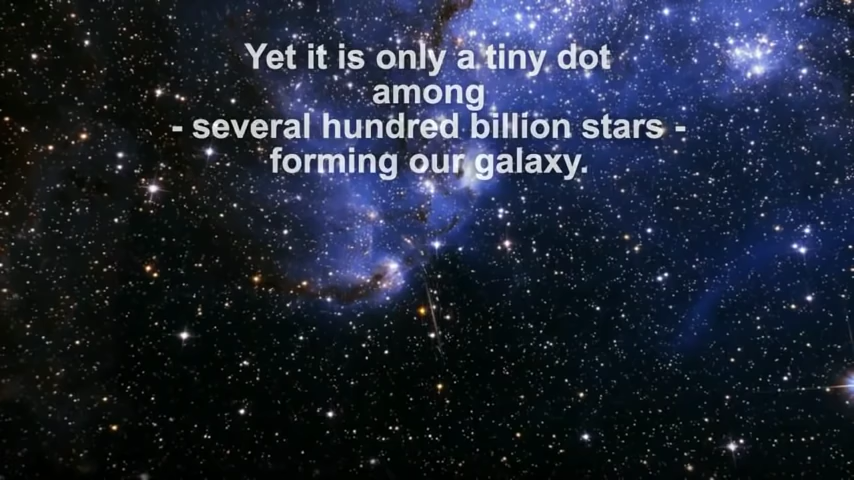 Yet it is only a tiny dot
among
- several hundred billion stars -
forming our galaxy.